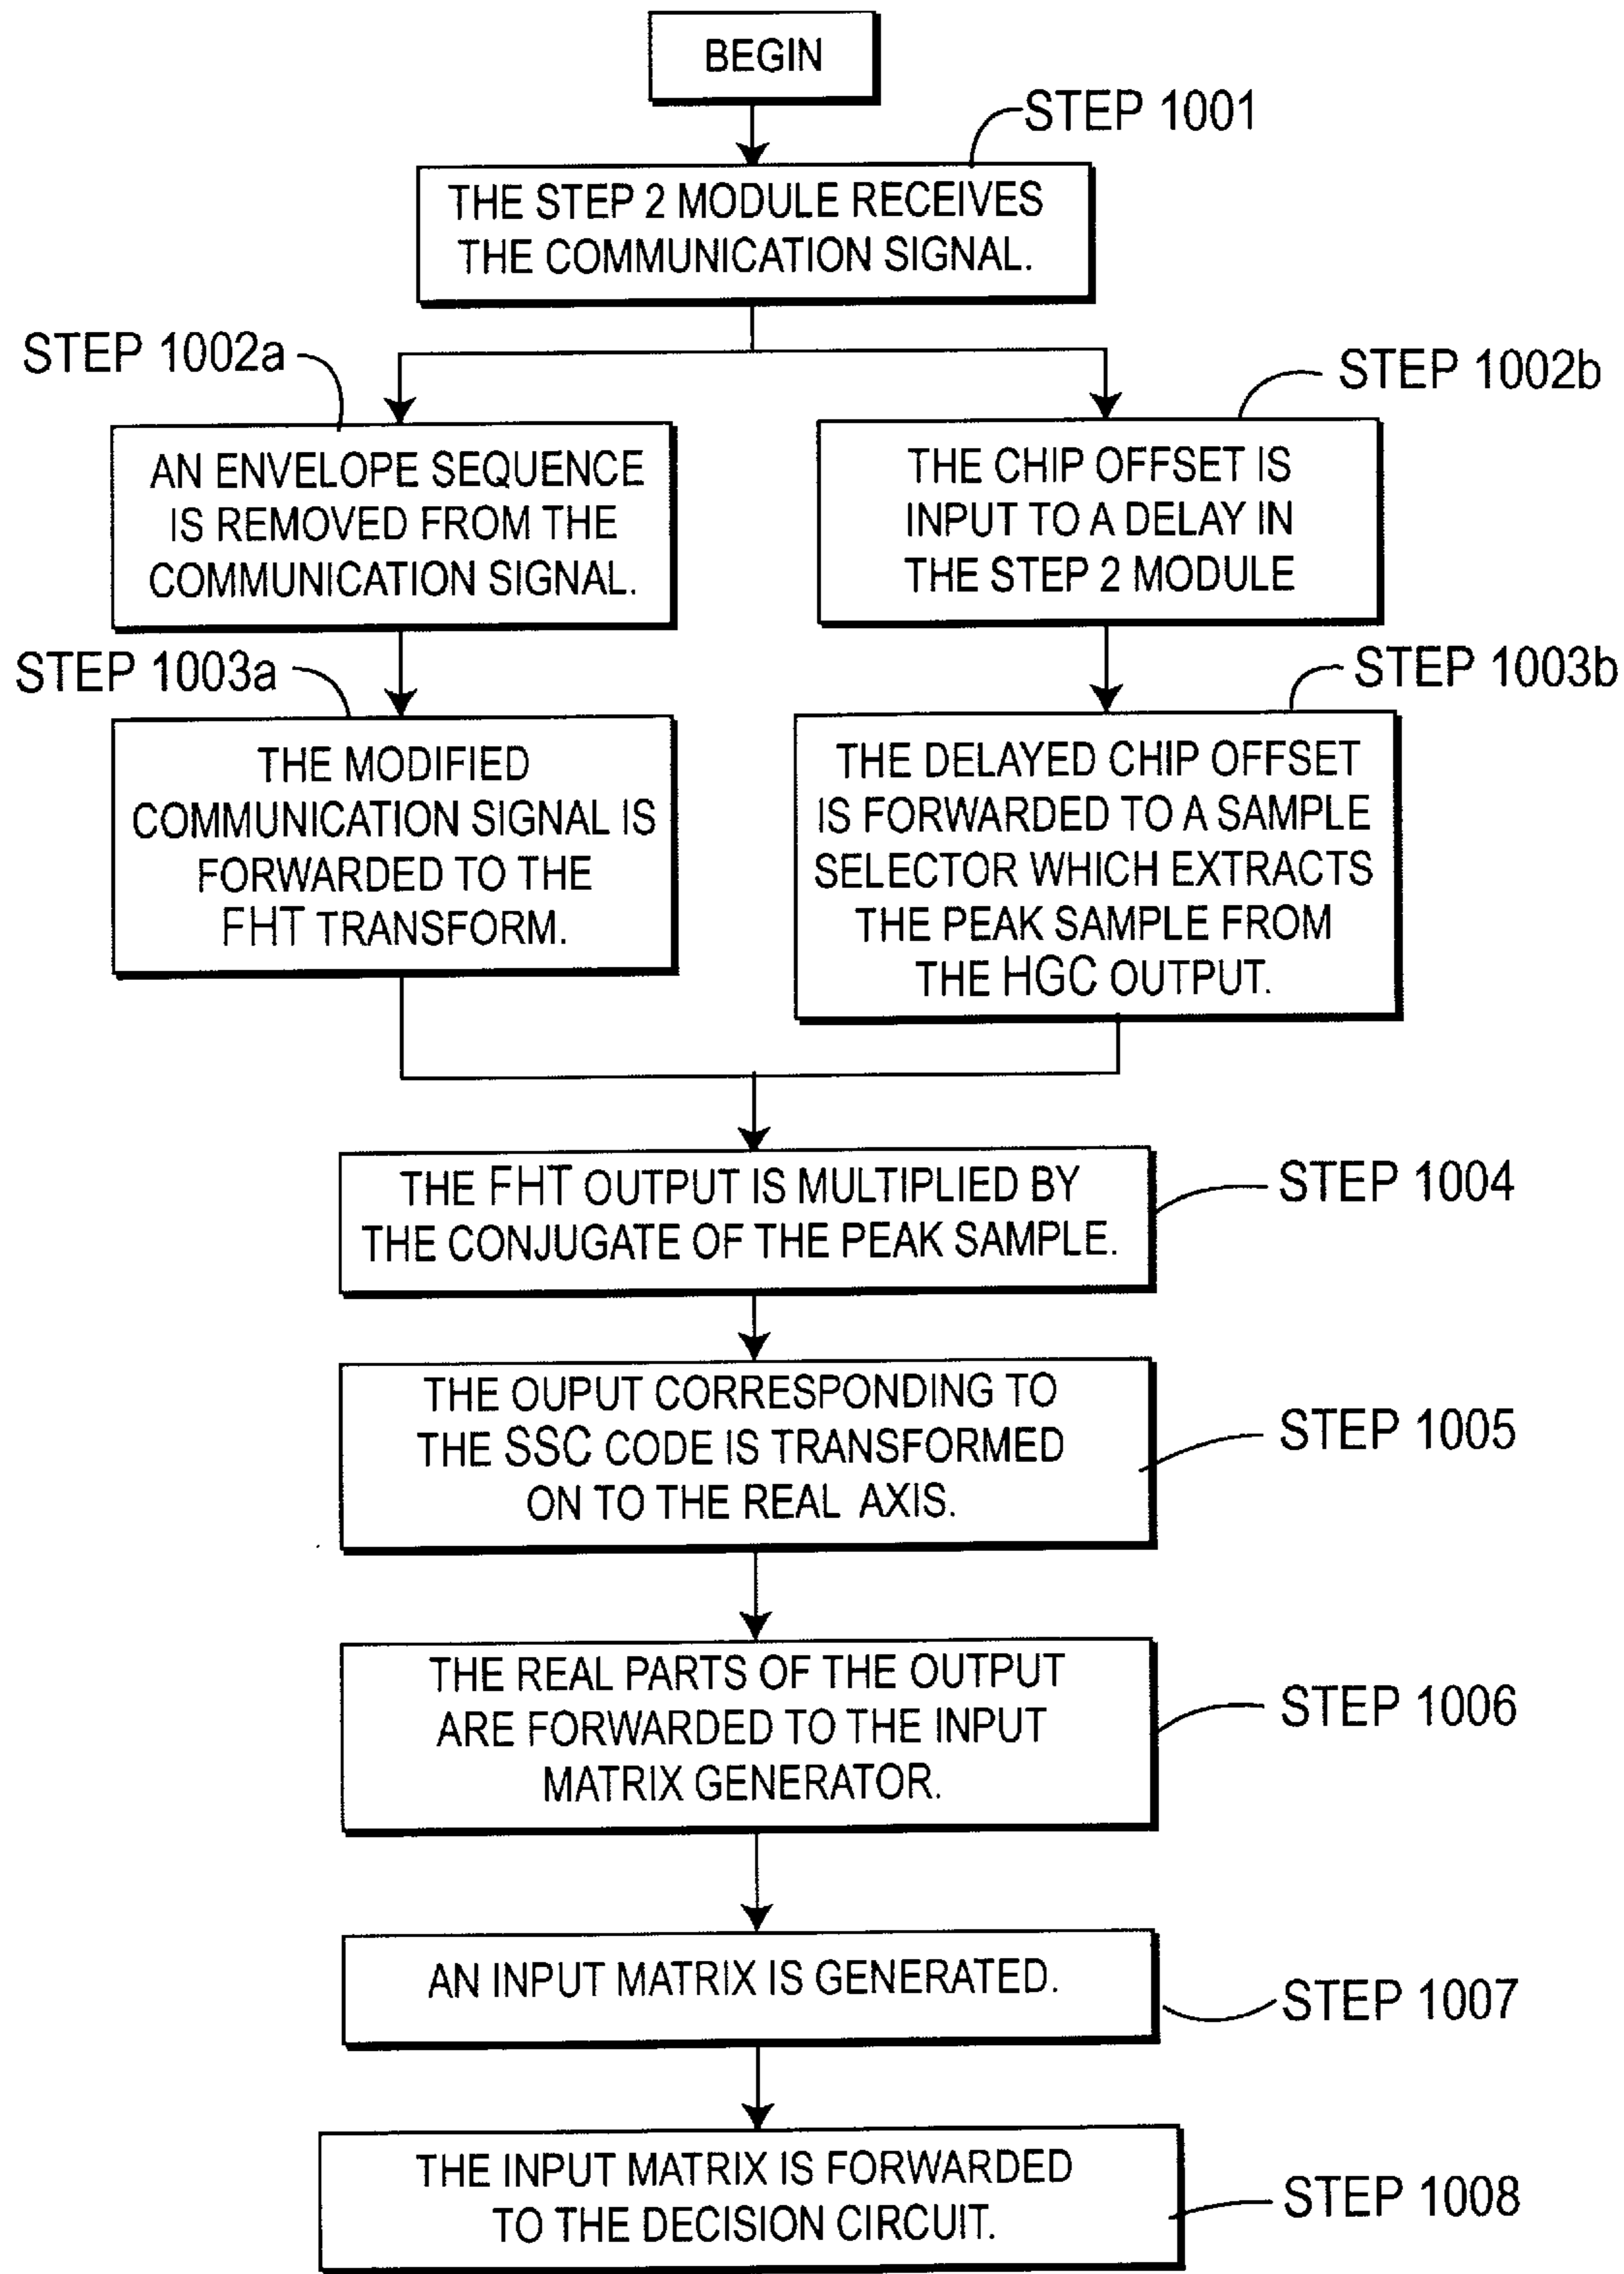 BEGIN
STEP 1001
THE STEP 2 MODULE RECEIVES
THE COMMUNICATION SIGNAL.
STEP 1002a
AN ENVELOPE SEQUENCE
IS REMOVED FROM THE
COMMUNICATION SIGNAL.
STEP 1002b
THE CHIP OFFSET IS
INPUT TO A DELAY IN
THE STEP 2 MODULE
STEP 1003a
THE MODIFIED
COMMUNICATION SIGNAL IS
FORWARDED TO THE
FHT TRANSFORM.
STEP 1003b
THE DELAYED CHIP OFFSET
IS FORWARDED TO A SAMPLE
SELECTOR WHICH EXTRACTS
THE PEAK SAMPLE FROM
THE HGC OUTPUT.
THE FHT OUTPUT IS MULTIPLIED BY
THE CONJUGATE OF THE PEAK SAMPLE.
STEP 1004
THE OUPUT CORRESPONDING TO
THE SSC CODE IS TRANSFORMED
ON TO THE REAL AXIS.
STEP 1005
THE REAL PARTS OF THE OUTPUT
ARE FORWARDED TO THE INPUT
MATRIX GENERATOR.
STEP 1006
AN INPUT MATRIX IS GENERATED.
STEP 1007
THE INPUT MATRIX IS FORWARDED
TO THE DECISION CIRCUIT.
STEP 1008